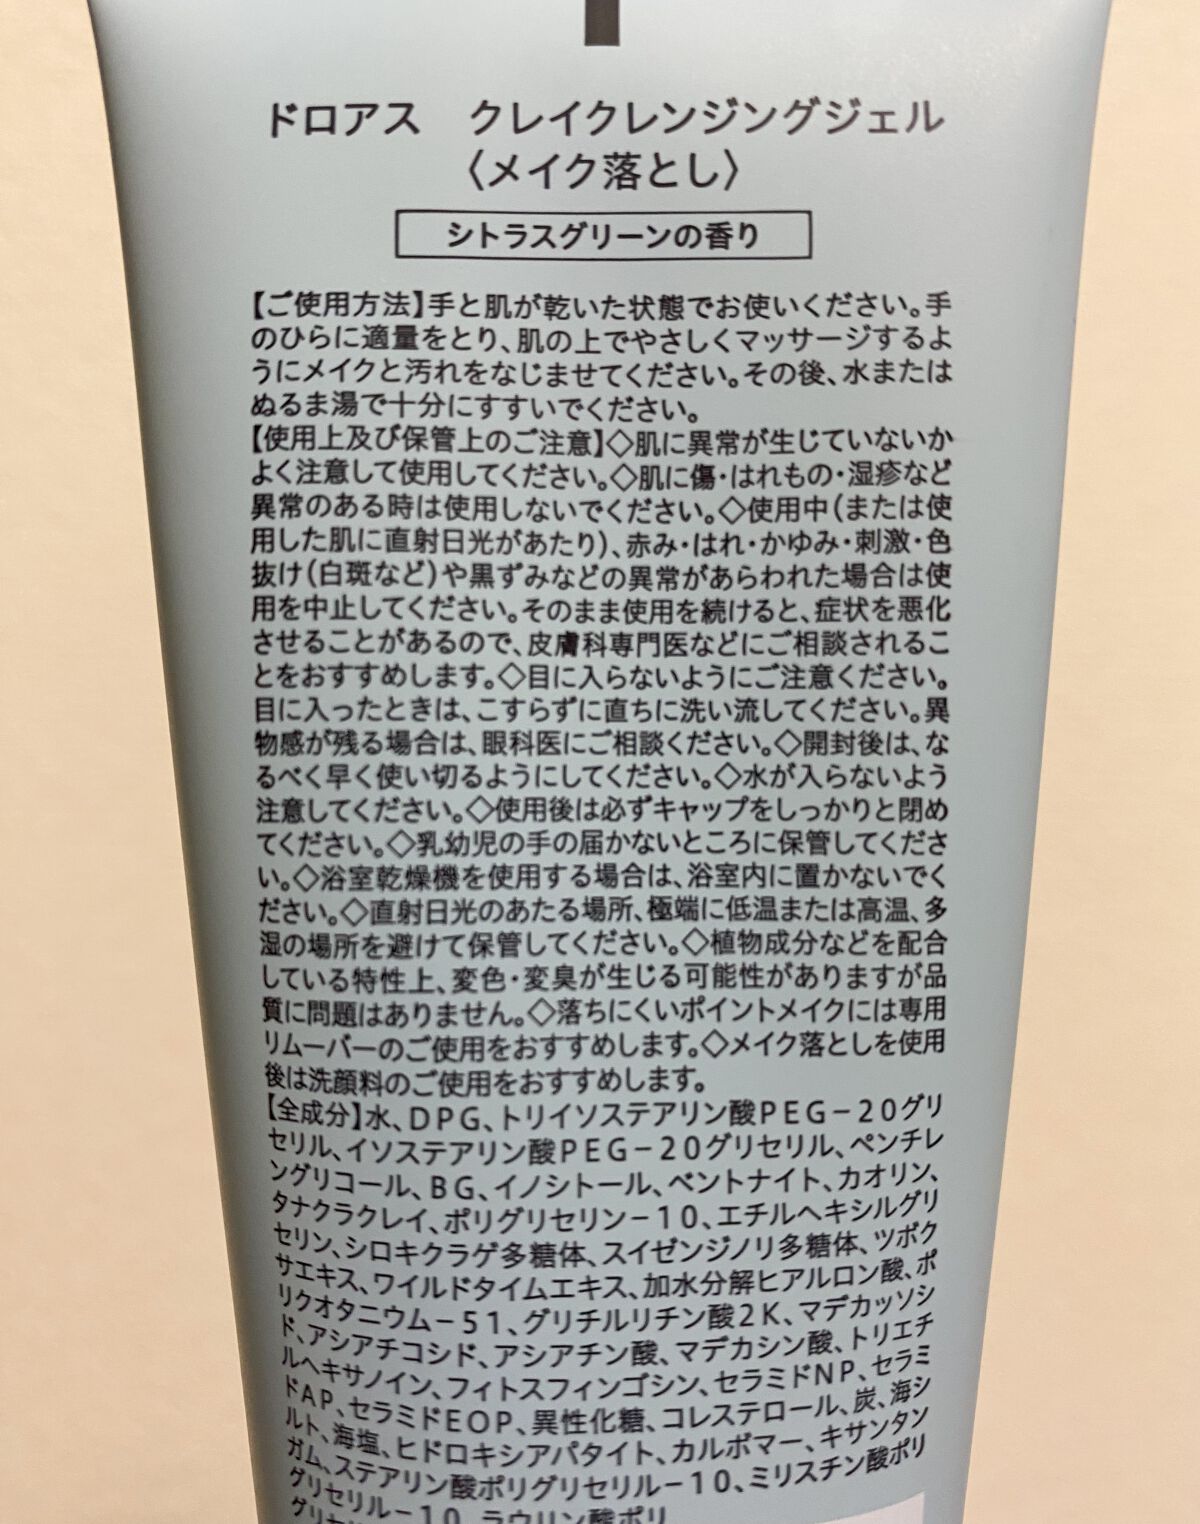 ドロアス　クレイクレンジングジェル
〈メイク落とし〉
シトラスグリーンの香り
【ご使用方法】手と肌が乾いた状態でお使いください。手
のひらに適量をとり、肌の上でやさしくマッサージするよ
うにメイクと汚れをなじませてください。その後、水または
ぬるま湯で十分にすすいでください。
【使用上及び保管上のご注意】◇肌に異常が生じていないか
よく注意して使用してください。◇肌に傷・はれもの・湿疹など
異常のある時は使用しないでください。◇使用中（または使
用した肌に直射日光があたり）、赤み・はれ・かゆみ・刺激・色
抜け（白斑など）や黒ずみなどの異常があらわれた場合は使
用を中止してください。そのまま使用を続けると、症状を悪化
させることがあるので、皮膚科専門医などにご相談されるこ
とをおすすめします。◇目に入らないようにご注意ください。
目に入ったときは、こすらずに直ちに洗い流してください。異
物感が残る場合は、眼科医にご相談ください。◇開封後は、な
るべく早く使い切るようにしてください。◇水が入らないよう
注意してください。◇使用後は必ずキャップをしっかりと閉め
てください。◇乳幼児の手の届かないところに保管してくださ
い。◇浴室乾燥機を使用する場合は、浴室内に置かないでく
ださい。◇直射日光のあたる場所、極端に低温または高温、多
湿の場所を避けて保管してください。◇植物成分などを配合
している特性上、変色・変臭が生じる可能性がありますが品
質に問題はありません。◇落ちにくいポイントメイクには専用
リムーバーのご使用をおすすめします。◇メイク落としを使用
後は洗顔料のご使用をおすすめします。
【全成分】水、DPG、トリイソステアリン酸PEG－20グリ
セリル、イソステアリン酸PEG－20グリセリル、ペンチレ
ングリコール、BG、イノシトール、ベントナイト、カオリン、
タナクラクレイ、ポリグリセリン－10、エチルヘキシルグリ
セリン、シロキクラゲ多糖体、スイゼンジノリ多糖体、ツボク
サエキス、ワイルドタイムエキス、加水分解ヒアルロン酸、ポ
リクオタニウム－51、グリチルリチン酸2K、マデカッソシ
ド、アシアチコシド、アシアチン酸、マデカシン酸、トリエチ
ルヘキサノイン、フィトスフィンゴシン、セラミドNP、セラミ
ドAP、セラミドEOP、異性化糖、コレステロール、炭、海シ
ルト、海塩、ヒドロキシアパタイト、カルボマー、キサンタン
ガム、ステアリン酸ポリグリセリル－10、ミリスチン酸ポリ
グリセリル－10、ラウリン酸ポリ